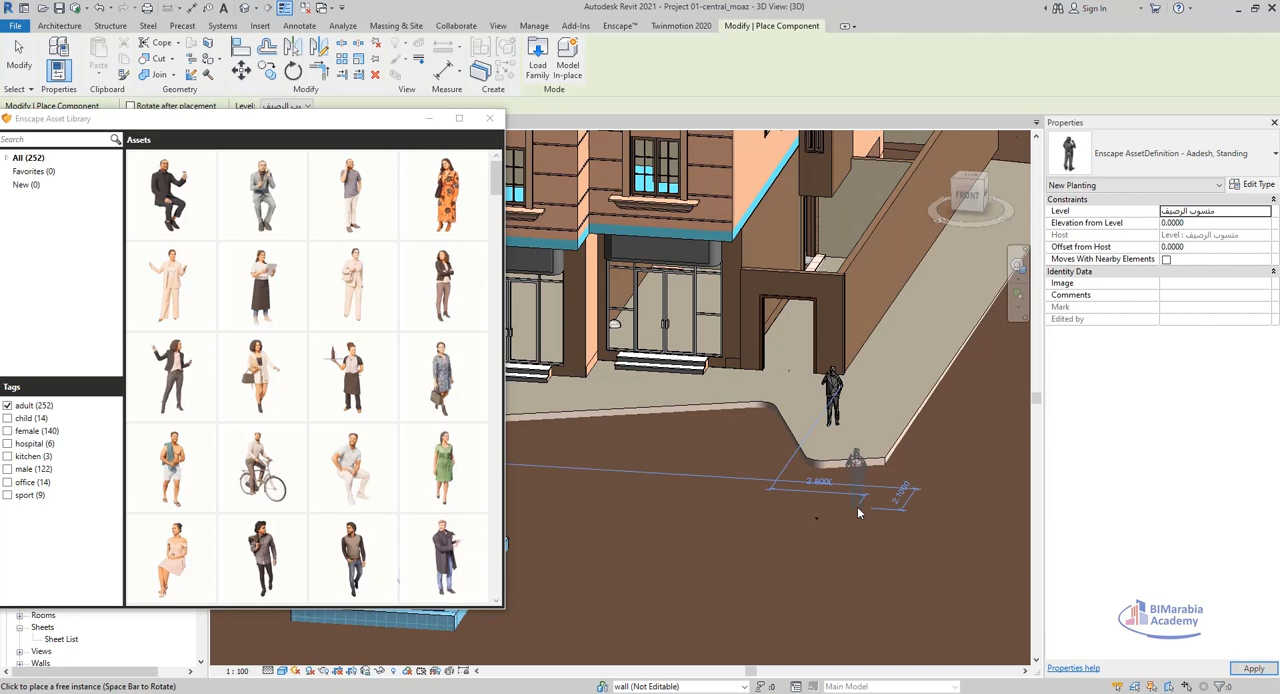 Autodesk Revit 2021 - Project 01-central_moaz - 3D View: {3D}
Sign In
File Architecture Structure Steel Precast Systems Insert Annotate Analyze Massing & Site Collaborate View Manage Add-Ins Enscape™ Twinmotion 2020 Modify | Place Component
Modify
Paste
Cope
Cut
Join
Load Family
Model In-place
Select Properties Clipboard Geometry Modify View Measure Create Mode
Modify | Place Component Rotate after placement Level:
Enscape Asset Library
Search
Assets
All (252)
Favorites (0)
New (0)
Tags
adult (252)
child (14)
female (140)
hospital (6)
kitchen (3)
male (122)
office (14)
sport (9)
Rooms
Sheets
Sheet List
Views
Walls
FRONT
2.8000
2.1000
Properties
Enscape AssetDefinition - Aadesh, Standing
New Planting
Edit Type
Constraints
Level منسوب الرصيف
Elevation from Level 0.0000
Host Level : منسوب الرصيف
Offset from Host 0.0000
Moves With Nearby Elements
Identity Data
Image
Comments
Mark
Edited by
BIMarabia
Academy
Properties help
Apply
1 : 100
Click to place a free instance (Space Bar to Rotate)
wall (Not Editable)
:0
Main Model
:0